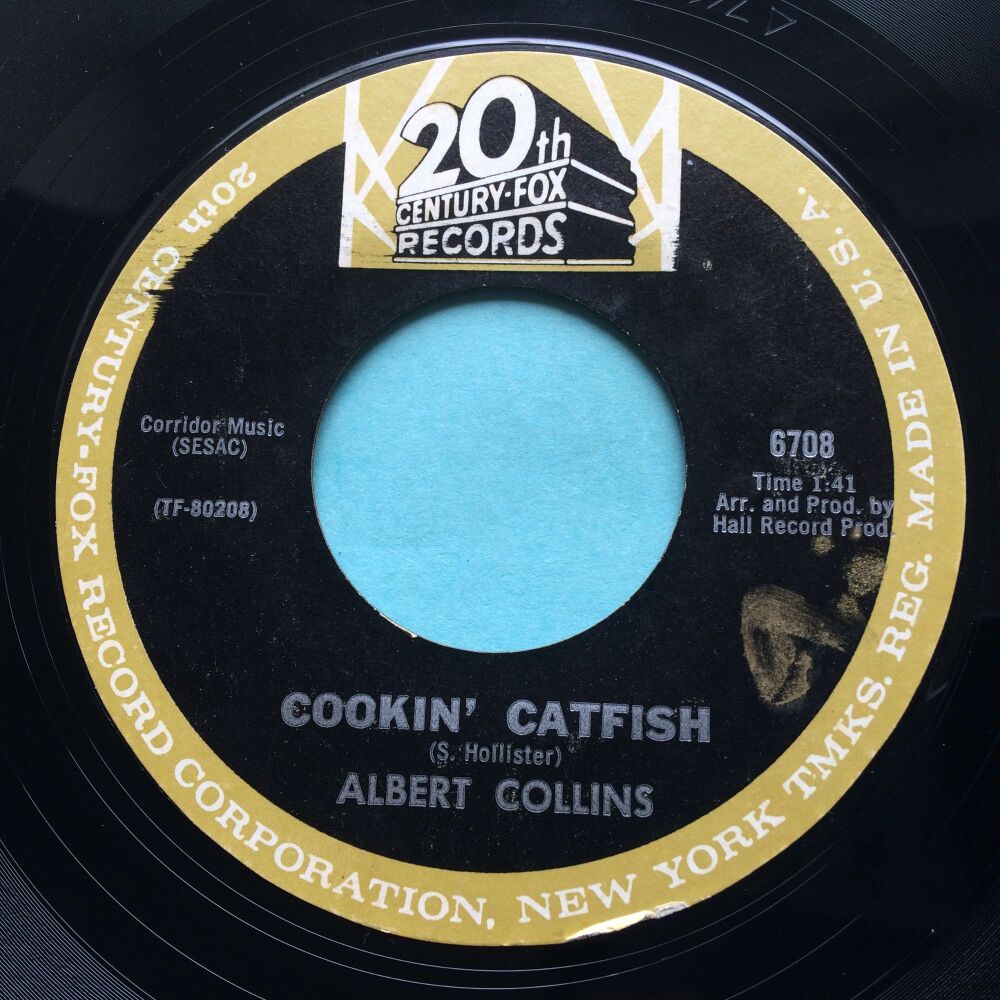 20th
CENTURY-FOX
RECORDS
Corridor Music
(SESAC)
(TF-80208)
6708
Time 1:41
Arr. and Prod. by
Hall Record Prod.
COOKIN' CATFISH
(S. Hollister)
ALBERT COLLINS
20th CENTURY-FOX RECORD CORPORATION, NEW YORK TMKS. REG. MADE IN U.S.A.